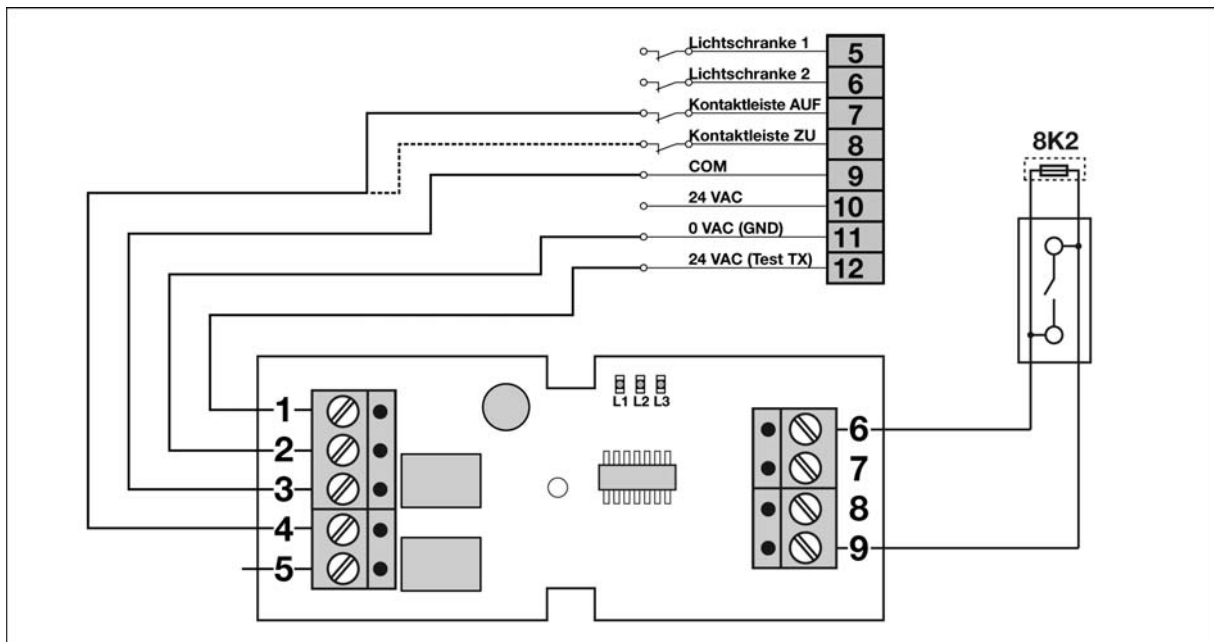 Lichtschranke 1 5
Lichtschranke 2 6
Kontaktleiste AUF 7
Kontaktleiste ZU 8
COM 9
24 VAC 10
0 VAC (GND) 11
24 VAC (Test TX) 12
8K2
L1 L2 L3
1
2
3
4
5
6
7
8
9